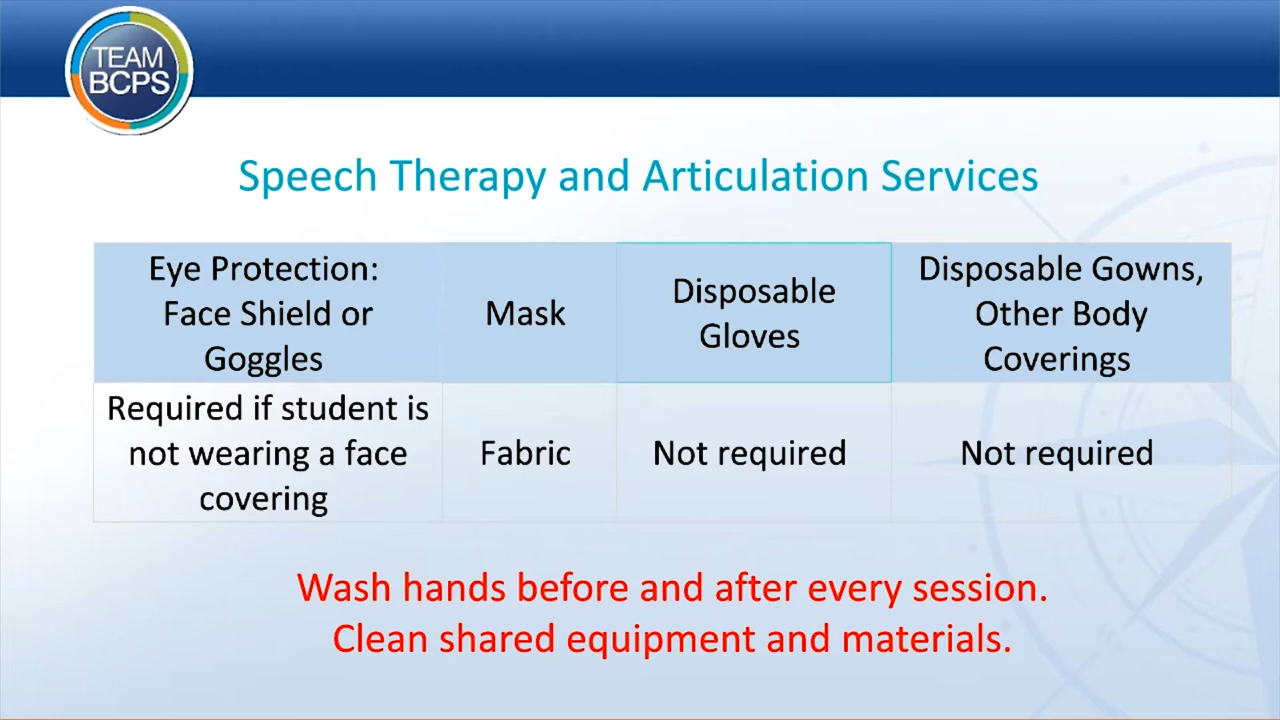 TEAM
BCPS
Speech Therapy and Articulation Services
Eye Protection:
Face Shield or
Goggles
Mask
Disposable
Gloves
Disposable Gowns,
Other Body
Coverings
Required if student is
not wearing a face
covering
Fabric
Not required
Not required
Wash hands before and after every session.
Clean shared equipment and materials.